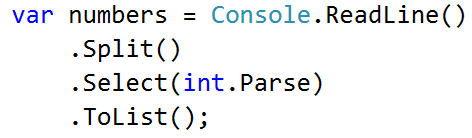 var numbers = Console.ReadLine()
    .Split()
    .Select(int.Parse)
    .ToList();